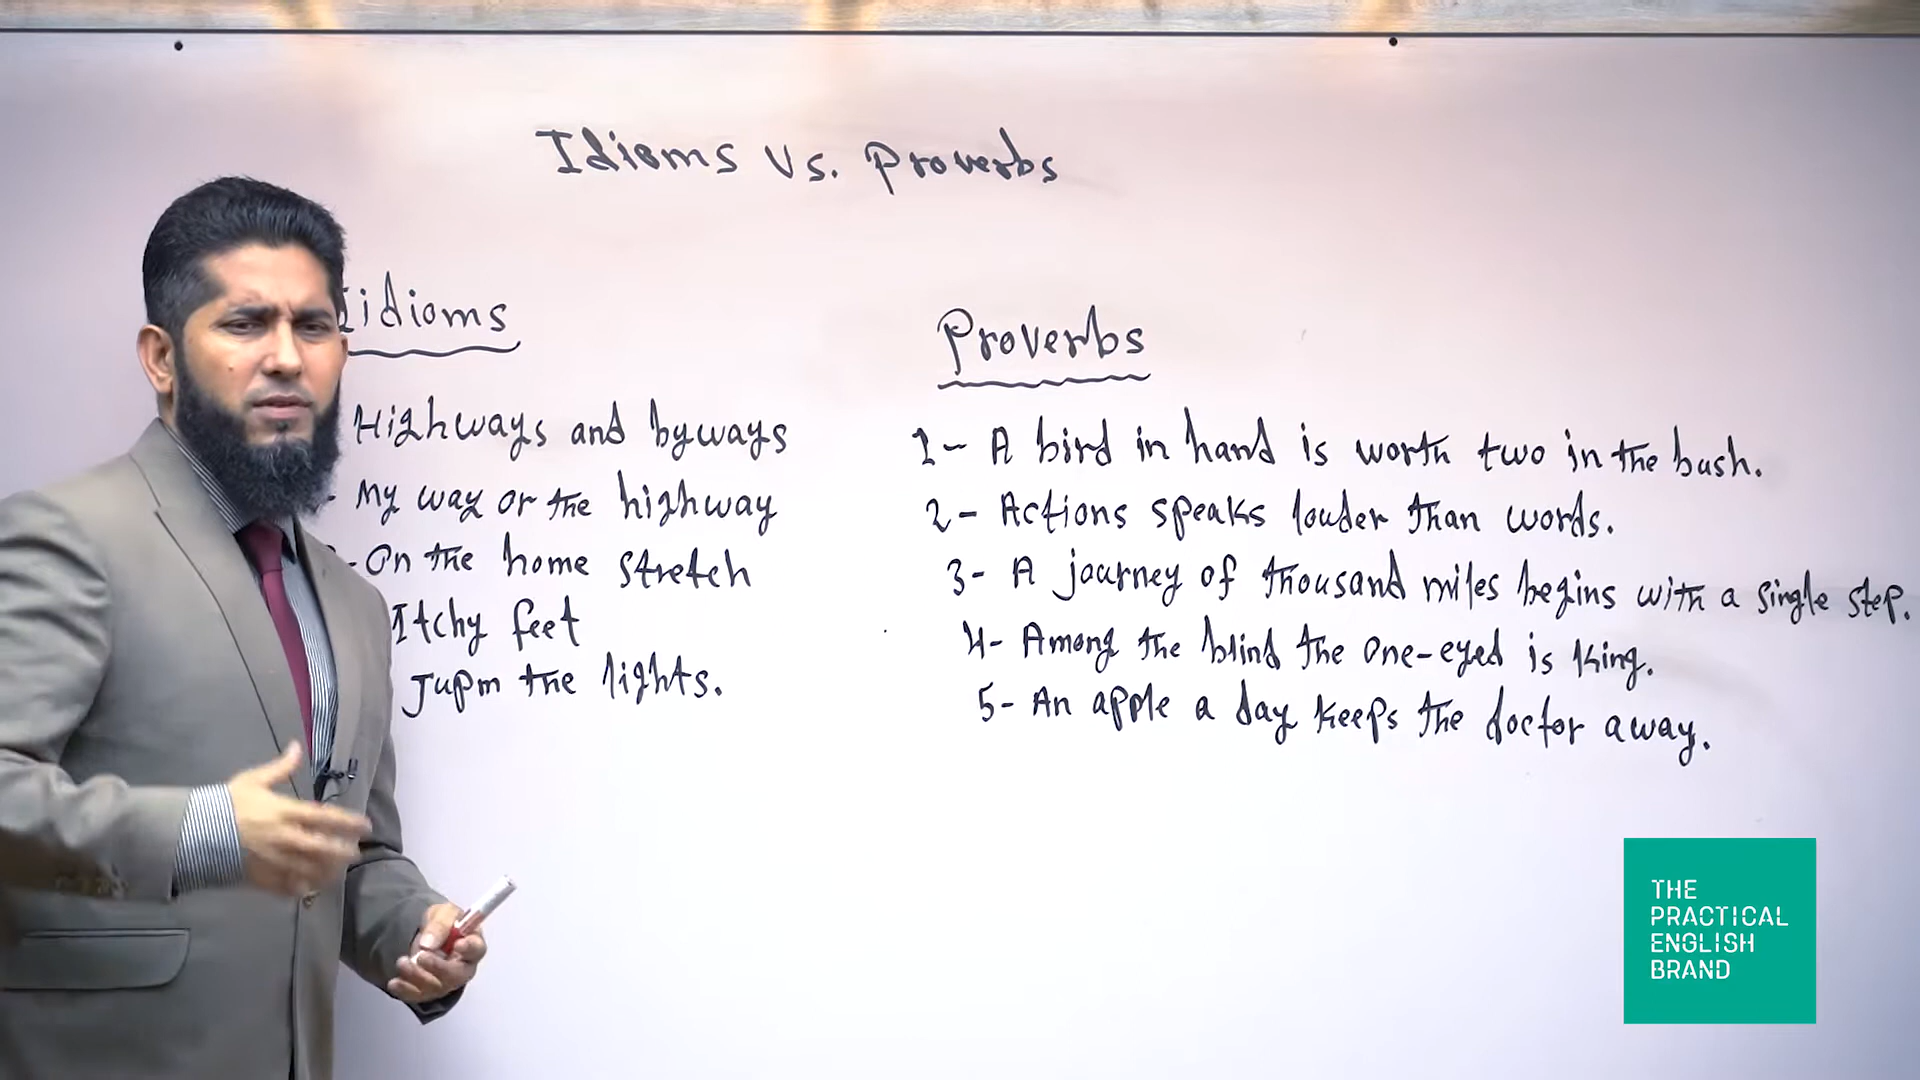 Idioms Vs. Proverbs
idioms
Highways and byways
- My way or the highway
- On the home stretch
Itchy feet
Jupm the lights.
Proverbs
1- A bird in hand is worth two in the bush.
2- Actions speaks louder than words.
3- A journey of thousand miles begins with a single step.
4- Among the blind the one-eyed is king.
5- An apple a day keeps the doctor away.
THE
PRACTICAL
ENGLISH
BRAND